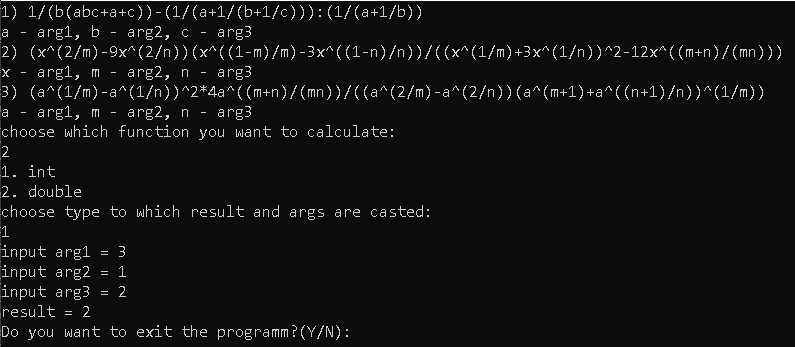 1) 1/(b(abc+a+c))-(1/(a+1/(b+1/c))):(1/(a+1/b))
a - arg1, b - arg2, c - arg3
2) (x^(2/m)-9x^(2/n))(x^((1-m)/m)-3x^((1-n)/n))/((x^(1/m)+3x^(1/n))^2-12x^((m+n)/(mn)))
x - arg1, m - arg2, n - arg3
3) (a^(1/m)-a^(1/n))^2*4a^((m+n)/(mn))/((a^(2/m)-a^(2/n))(a^(m+1)+a^((n+1)/n))^(1/m))
a - arg1, m - arg2, n - arg3
choose which function you want to calculate:
2
1. int
2. double
choose type to which result and args are casted:
1
input arg1 = 3
input arg2 = 1
input arg3 = 2
result = 2
Do you want to exit the programm?(Y/N):